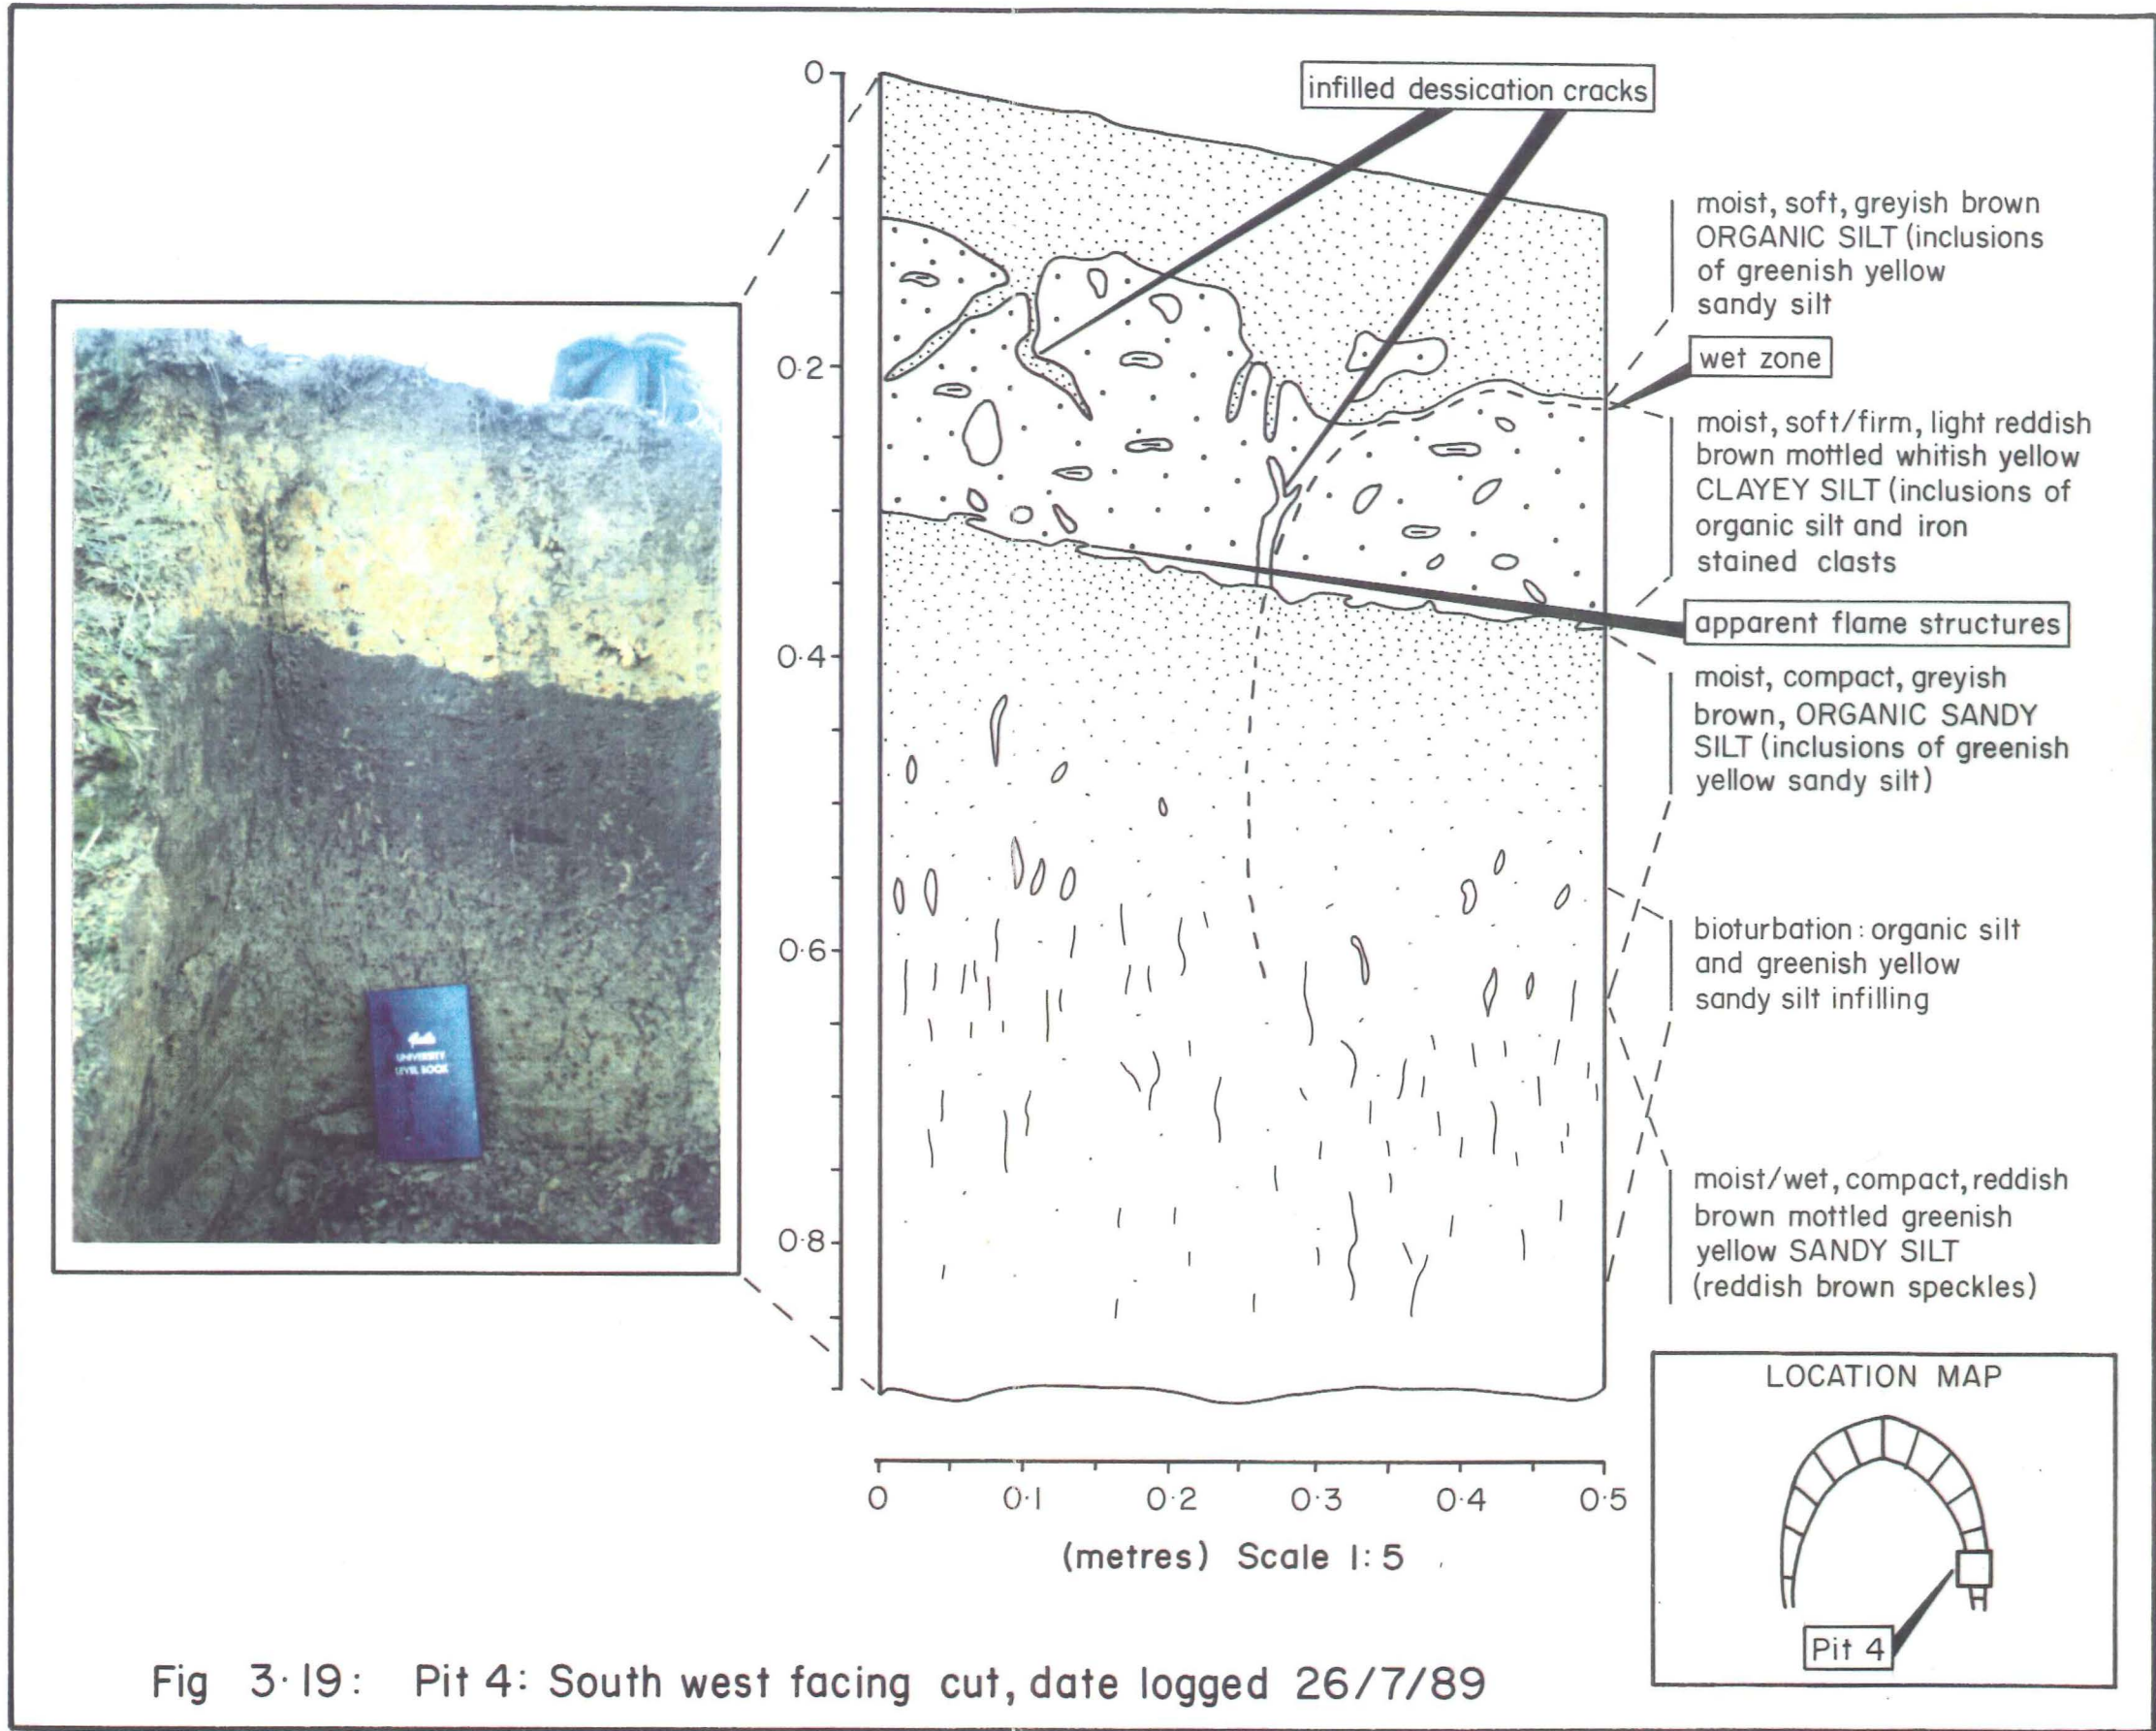 infilled dessication cracks
0
0·2
0·4
0·6
0·8
moist, soft, greyish brown
ORGANIC SILT (inclusions
of greenish yellow
sandy silt
wet zone
moist, soft/firm, light reddish
brown mottled whitish yellow
CLAYEY SILT (inclusions of
organic silt and iron
stained clasts
apparent flame structures
moist, compact, greyish
brown, ORGANIC SANDY
SILT (inclusions of greenish
yellow sandy silt)
bioturbation: organic silt
and greenish yellow
sandy silt infilling
moist/wet, compact, reddish
brown mottled greenish
yellow SANDY SILT
(reddish brown speckles)
UNIVERSITY
LEVEL BOOK
0 0·1 0·2 0·3 0·4 0·5
(metres) Scale 1:5
LOCATION MAP
Pit 4
Fig 3·19: Pit 4: South west facing cut, date logged 26/7/89